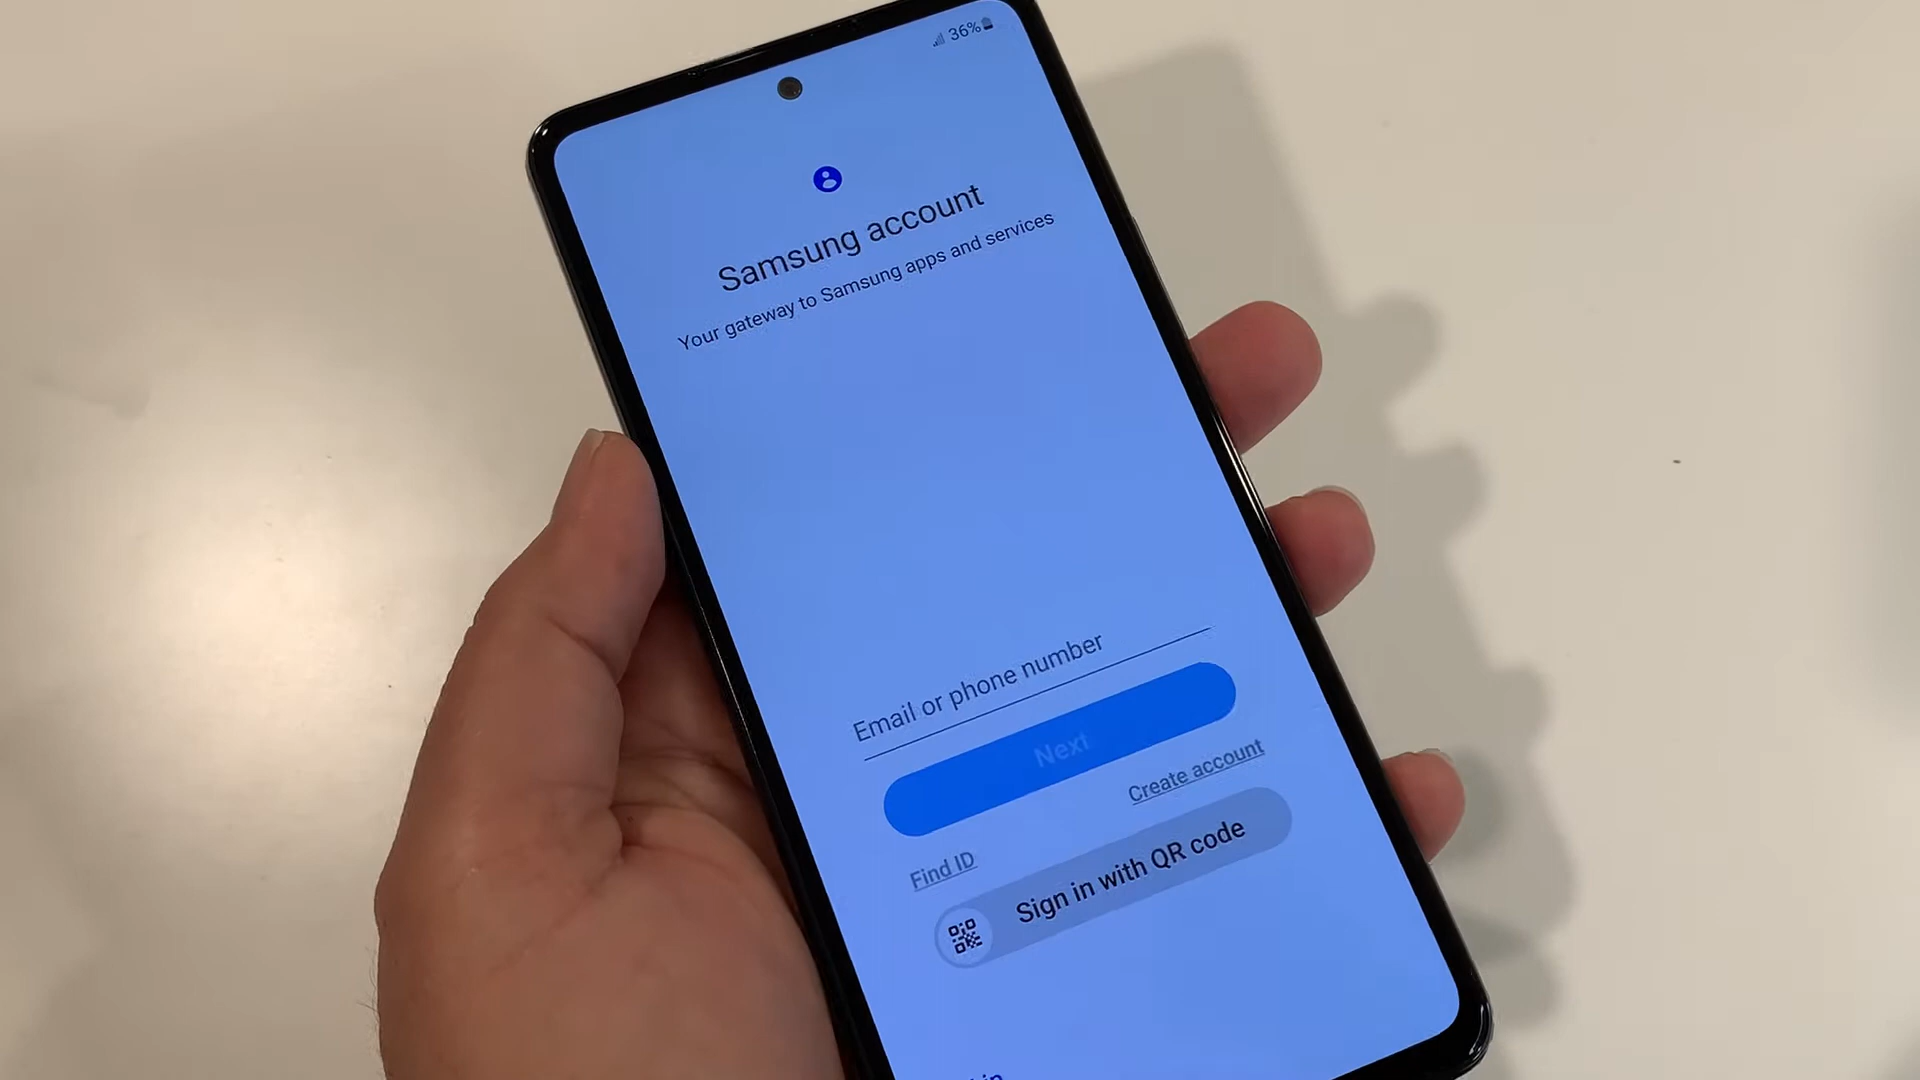 36%
Samsung account
Your gateway to Samsung apps and services
Email or phone number
Next
Create account
Find ID
Sign in with QR code